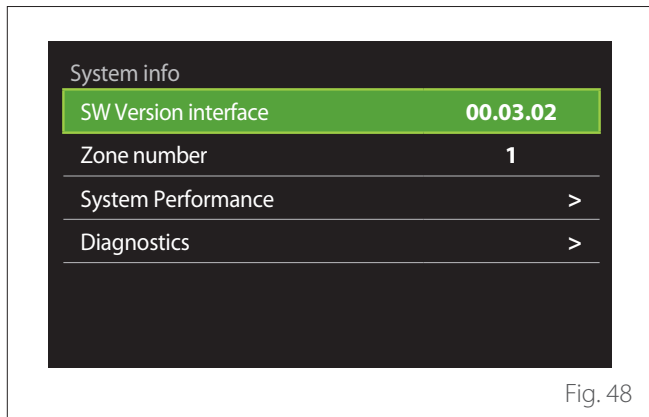 System info
SW Version interface 00.03.02
Zone number 1
System Performance >
Diagnostics >
Fig. 48